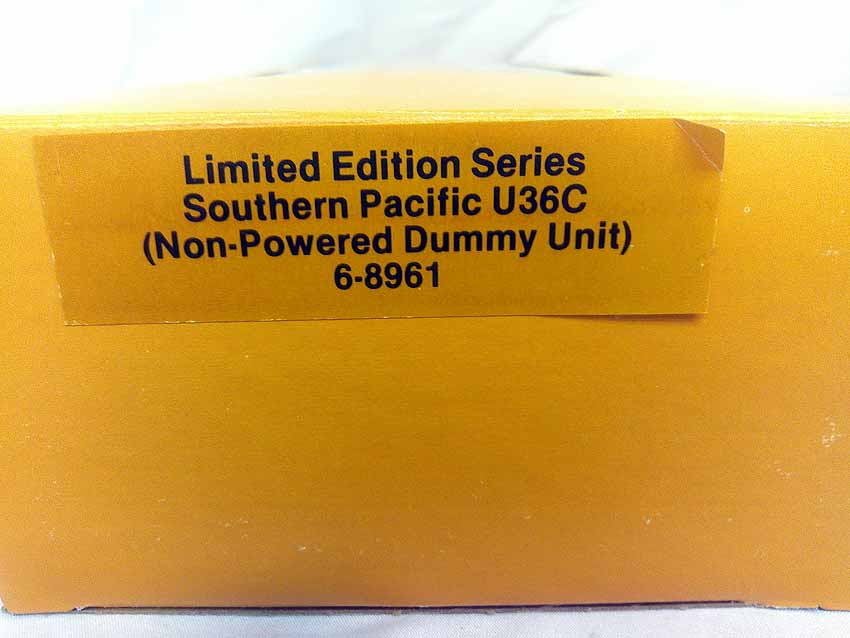 Limited Edition Series
Southern Pacific U36C
(Non-Powered Dummy Unit)
6-8961